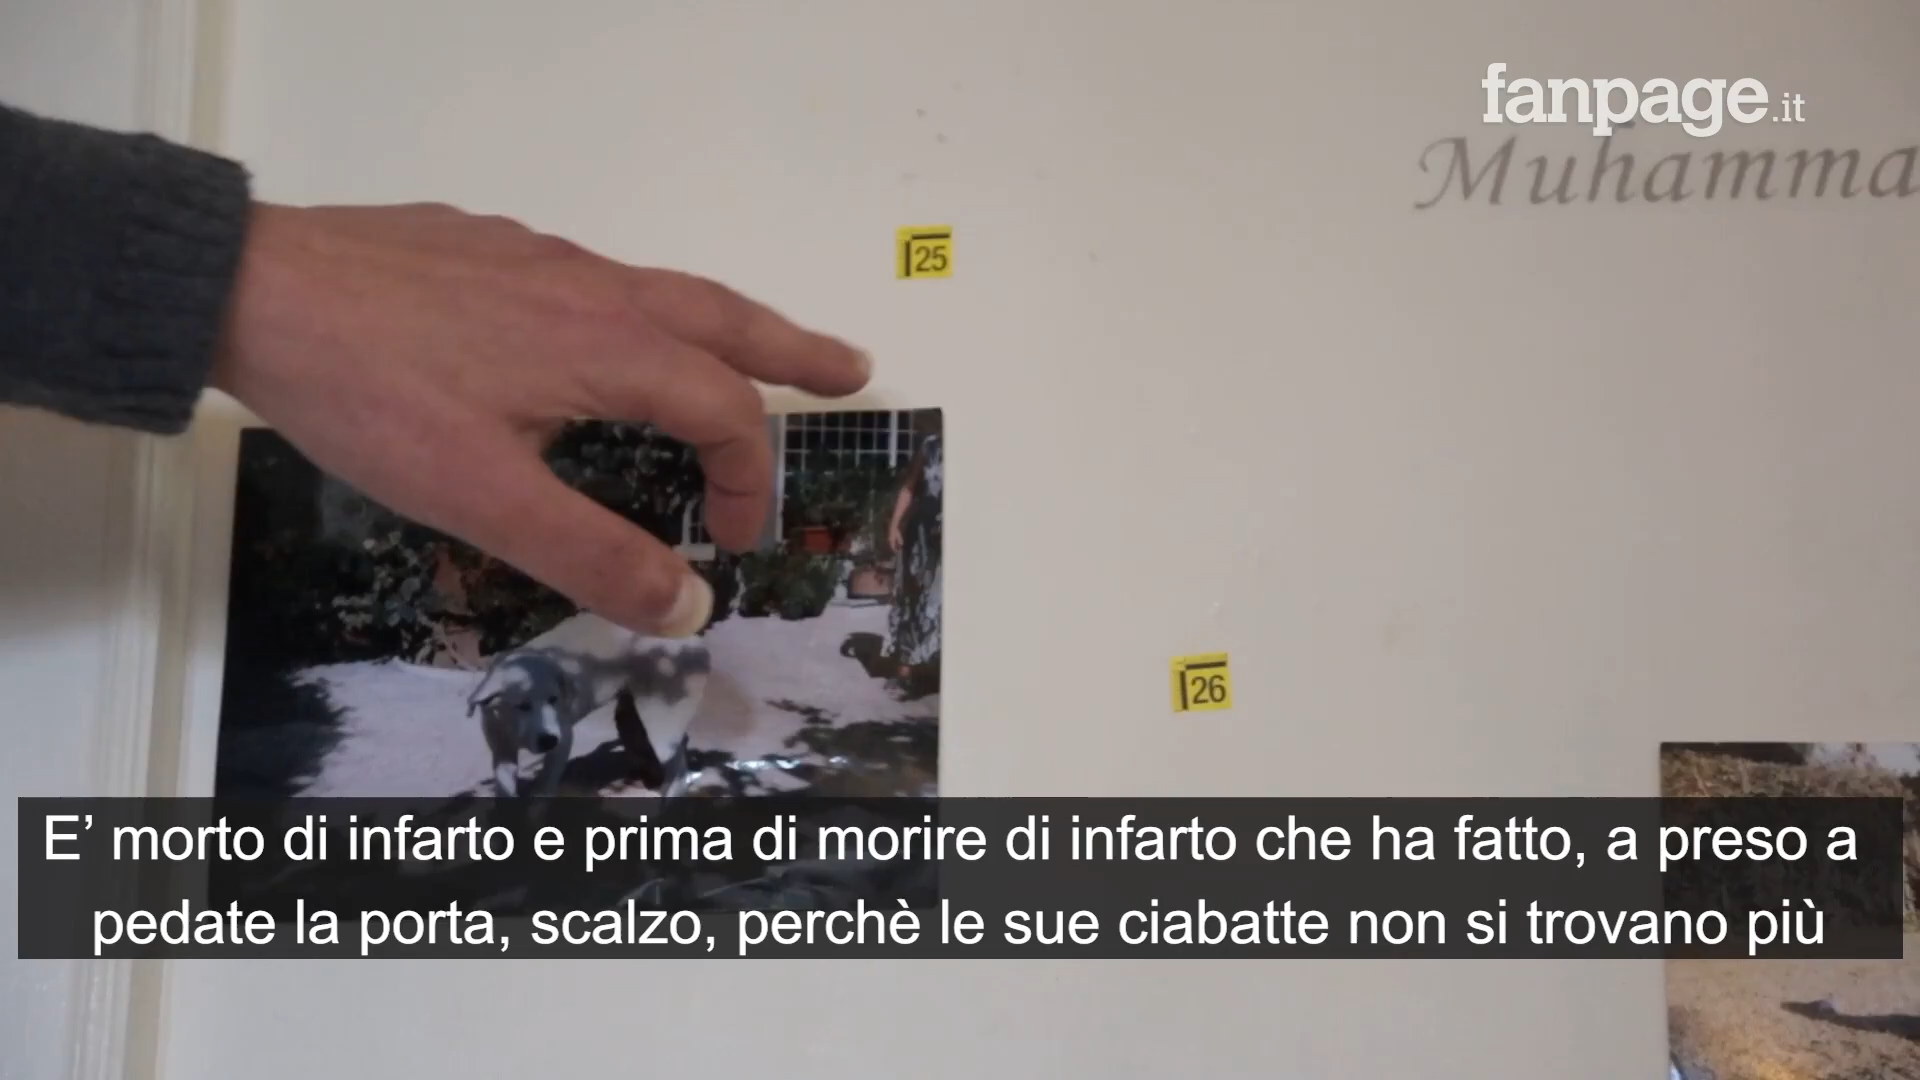 fanpage.it
Muhamma
25
26
E’ morto di infarto e prima di morire di infarto che ha fatto, a preso a
pedate la porta, scalzo, perchè le sue ciabatte non si trovano più